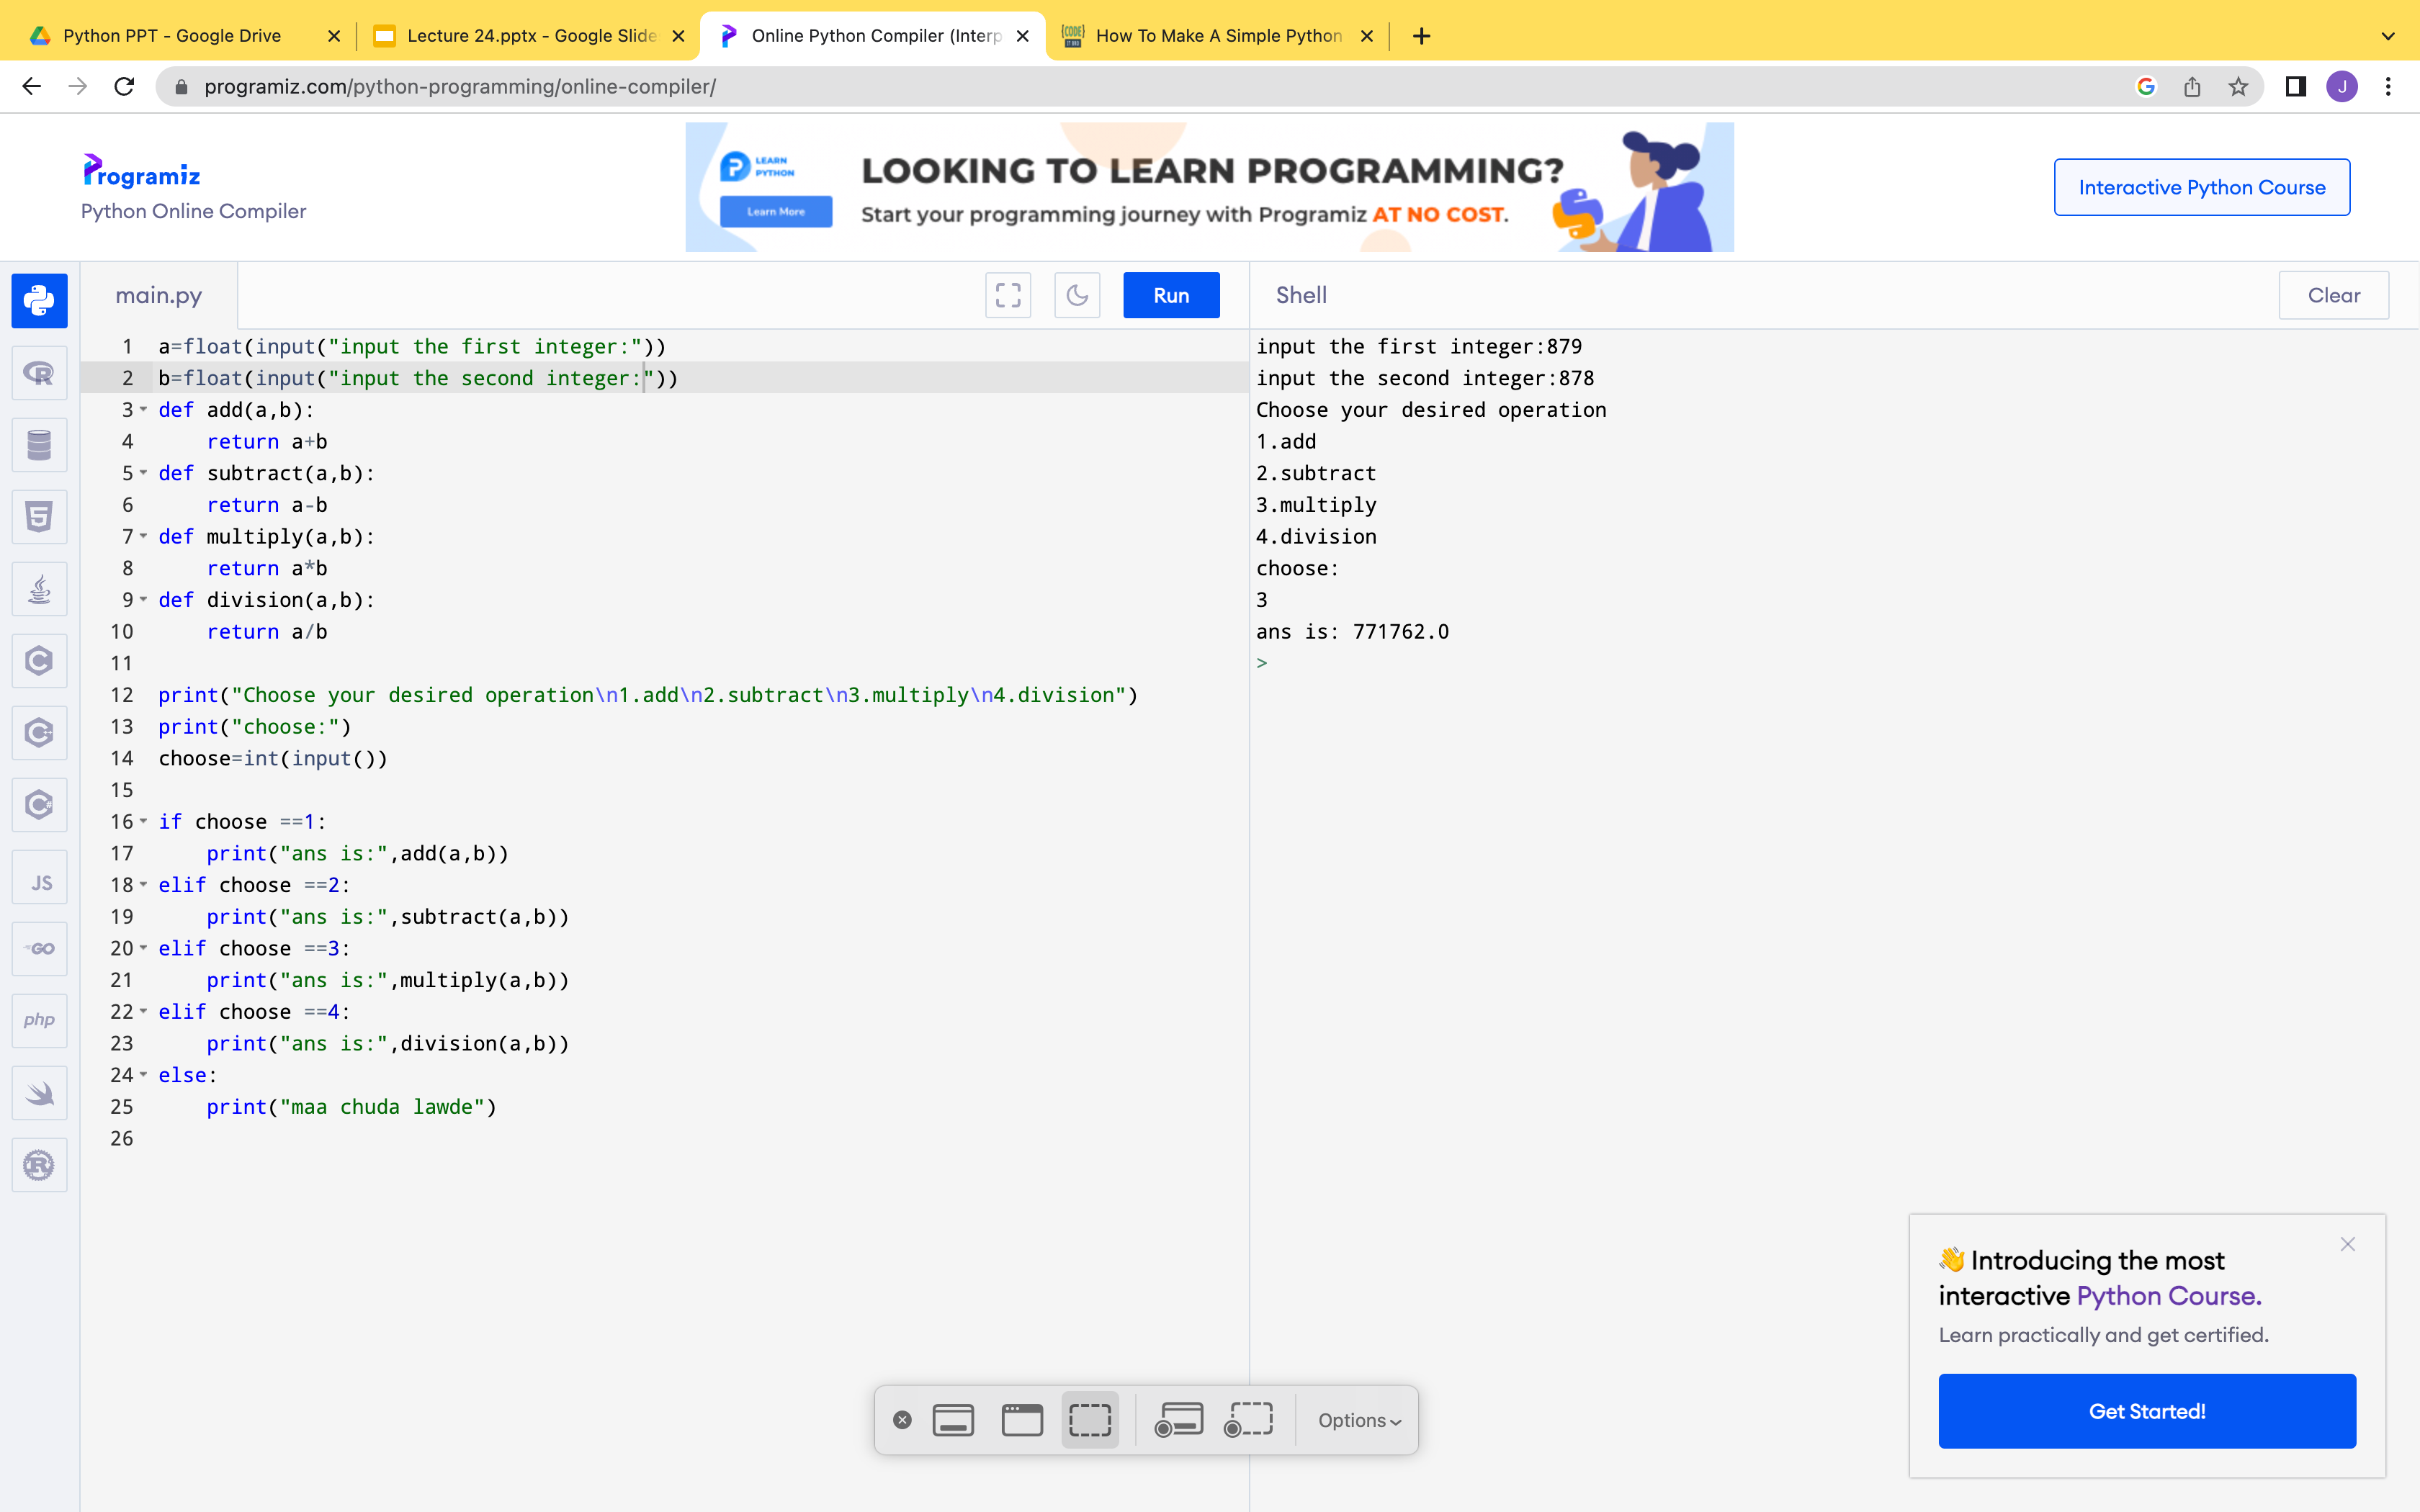 Python PPT - Google Drive
Lecture 24.pptx - Google Slide
Online Python Compiler (Interp
How To Make A Simple Python
programiz.com/python-programming/online-compiler/
J
Programiz
Python Online Compiler
LEARN PYTHON
Learn More
LOOKING TO LEARN PROGRAMMING?
Start your programming journey with Programiz AT NO COST.
Interactive Python Course
main.py
Run
Shell
Clear
1 a=float(input("input the first integer:"))
2 b=float(input("input the second integer:"))
3 def add(a,b):
4     return a+b
5 def subtract(a,b):
6     return a-b
7 def multiply(a,b):
8     return a*b
9 def division(a,b):
10     return a/b
11
12 print("Choose your desired operation\n1.add\n2.subtract\n3.multiply\n4.division")
13 print("choose:")
14 choose=int(input())
15
16 if choose ==1:
17     print("ans is:",add(a,b))
18 elif choose ==2:
19     print("ans is:",subtract(a,b))
20 elif choose ==3:
21     print("ans is:",multiply(a,b))
22 elif choose ==4:
23     print("ans is:",division(a,b))
24 else:
25     print("maa chuda lawde")
26
input the first integer:879
input the second integer:878
Choose your desired operation
1.add
2.subtract
3.multiply
4.division
choose:
3
ans is: 771762.0
>
R
5
C
C+
C#
JS
GO
php
R
👋 Introducing the most
interactive Python Course.
Learn practically and get certified.
Get Started!
Options